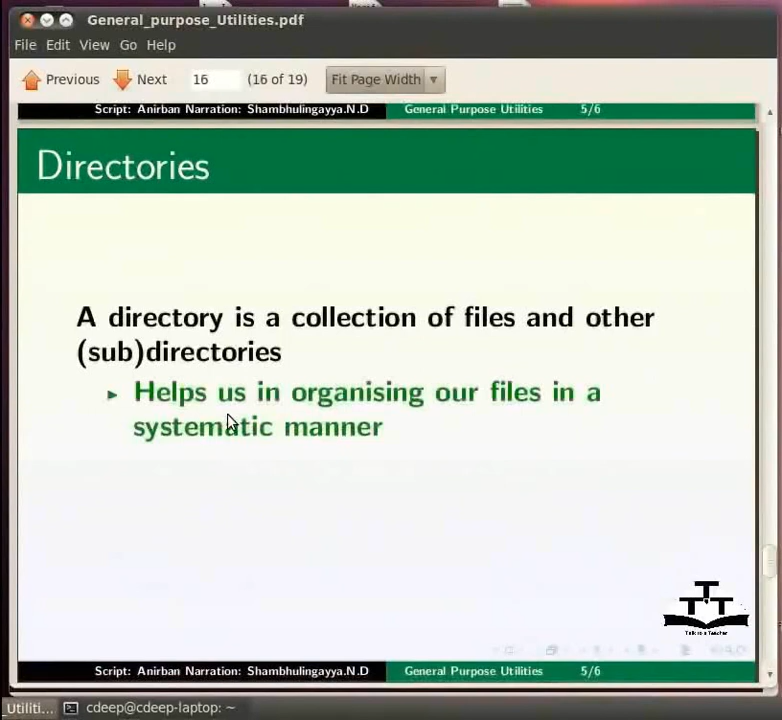 General_purpose_Utilities.pdf
File Edit View Go Help
Previous Next 16 (16 of 19) Fit Page Width
Script: Anirban Narration: Shambhulingayya.N.D General Purpose Utilities 5/6
Directories
A directory is a collection of files and other
(sub)directories
Helps us in organising our files in a
systematic manner
T
T T
Talk to a Teacher
Script: Anirban Narration: Shambhulingayya.N.D General Purpose Utilities 5/6
Utiliti... cdeep@cdeep-laptop: ~